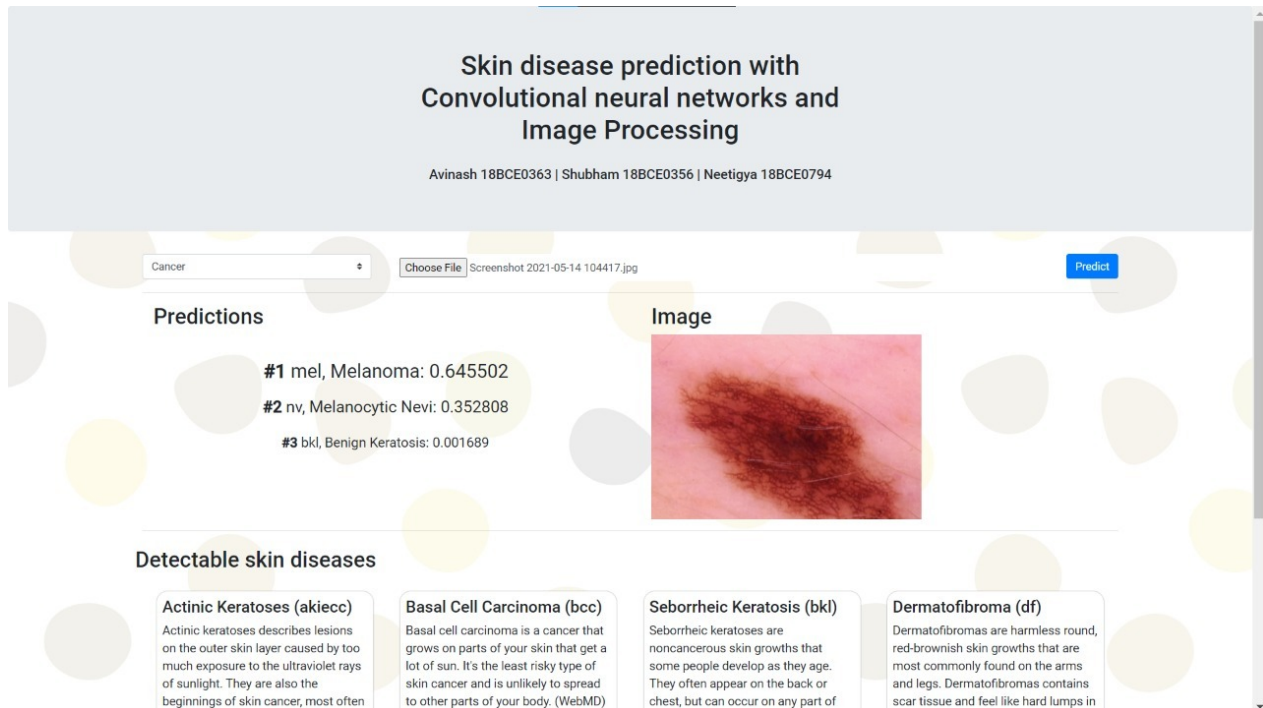 Skin disease prediction with
Convolutional neural networks and
Image Processing
Avinash 18BCE0363 | Shubham 18BCE0356 | Neetigya 18BCE0794
Cancer
Choose File Screenshot 2021-05-14 104417.jpg
Predict
Predictions
Image
#1 mel, Melanoma: 0.645502
#2 nv, Melanocytic Nevi: 0.352808
#3 bkl, Benign Keratosis: 0.001689
Detectable skin diseases
Actinic Keratoses (akiecc)
Actinic keratoses describes lesions
on the outer skin layer caused by too
much exposure to the ultraviolet rays
of sunlight. They are also the
beginnings of skin cancer, most often
Basal Cell Carcinoma (bcc)
Basal cell carcinoma is a cancer that
grows on parts of your skin that get a
lot of sun. It's the least risky type of
skin cancer and is unlikely to spread
to other parts of your body. (WebMD)
Seborrheic Keratosis (bkl)
Seborrheic keratoses are
noncancerous skin growths that
some people develop as they age.
They often appear on the back or
chest, but can occur on any part of
Dermatofibroma (df)
Dermatofibromas are harmless round,
red-brownish skin growths that are
most commonly found on the arms
and legs. Dermatofibromas contains
scar tissue and feel like hard lumps in